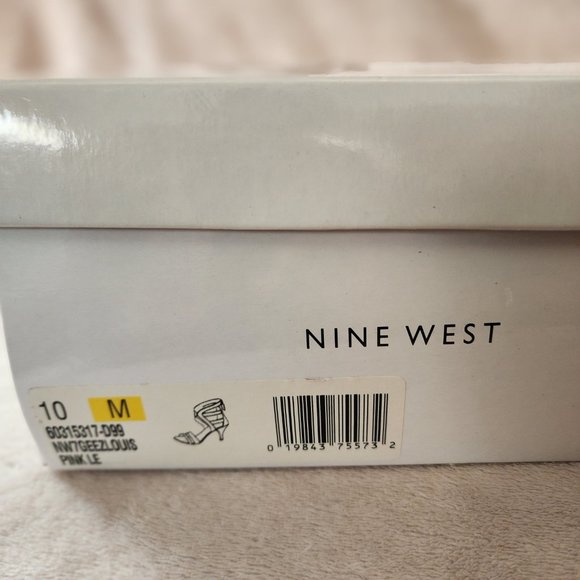 NINE WEST
10 M
60315317-D99
NW7GEEZLOUIS
PINK LE
0 19843 75573 2